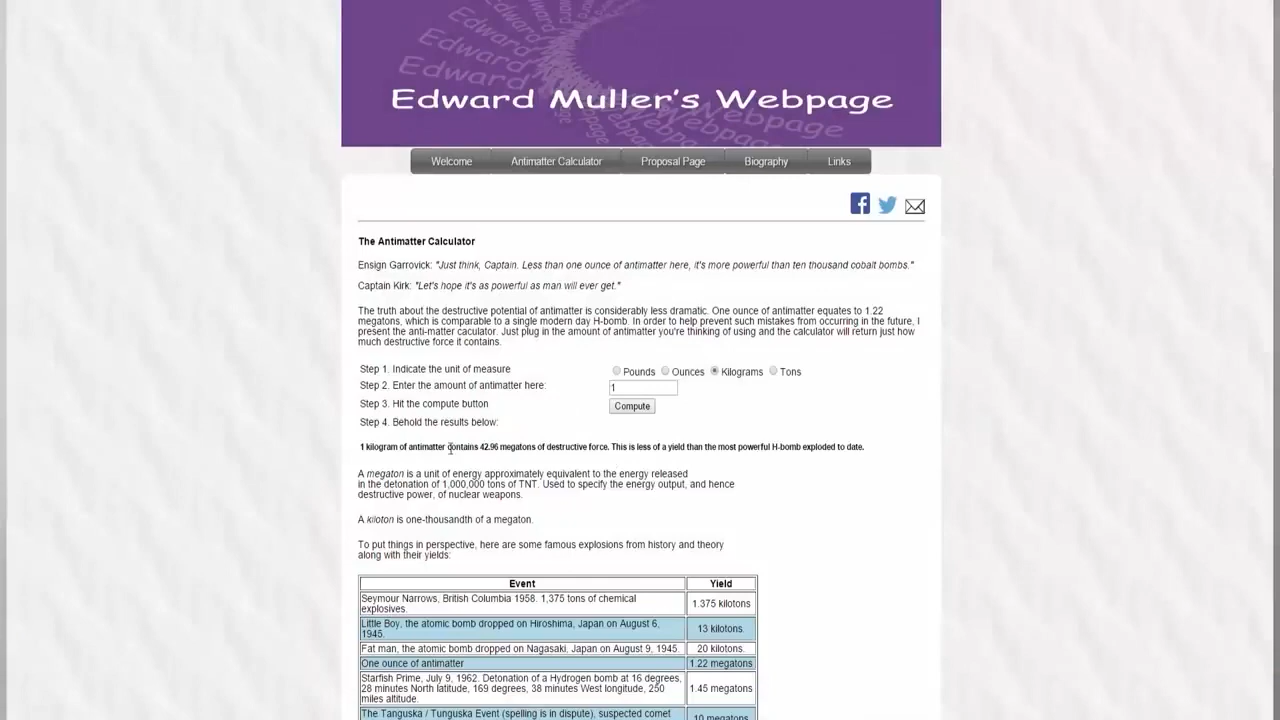 Edward Muller's Webpage
Welcome
Antimatter Calculator
Proposal Page
Biography
Links
The Antimatter Calculator
Ensign Garrovick: "Just think, Captain. Less than one ounce of antimatter here, it's more powerful than ten thousand cobalt bombs."
Captain Kirk: "Let's hope it's as powerful as man will ever get."
The truth about the destructive potential of antimatter is considerably less dramatic. One ounce of antimatter equates to 1.22
megatons, which is comparable to a single modern day H-bomb. In order to help prevent such mistakes from occurring in the future, I
present the anti-matter caculator. Just plug in the amount of antimatter you're thinking of using and the calculator will return just how
much destructive force it contains.
Step 1. Indicate the unit of measure
Pounds Ounces Kilograms Tons
Step 2. Enter the amount of antimatter here:
1
Step 3. Hit the compute button
Compute
Step 4. Behold the results below:
1 kilogram of antimatter contains 42.96 megatons of destructive force. This is less of a yield than the most powerful H-bomb exploded to date.
A megaton is a unit of energy approximately equivalent to the energy released
in the detonation of 1,000,000 tons of TNT. Used to specify the energy output, and hence
destructive power, of nuclear weapons.
A kiloton is one-thousandth of a megaton.
To put things in perspective, here are some famous explosions from history and theory
along with their yields:
Event Yield
Seymour Narrows, British Columbia 1958. 1,375 tons of chemical
explosives.
1.375 kilotons
Little Boy, the atomic bomb dropped on Hiroshima, Japan on August 6,
1945.
13 kilotons.
Fat man, the atomic bomb dropped on Nagasaki, Japan on August 9, 1945.
20 kilotons.
One ounce of antimatter
1.22 megatons
Starfish Prime, July 9, 1962. Detonation of a Hydrogen bomb at 16 degrees,
28 minutes North latitude, 169 degrees, 38 minutes West longitude, 250
miles altitude.
1.45 megatons
The Tanguska / Tunguska Event (spelling is in dispute), suspected comet
10 megatons